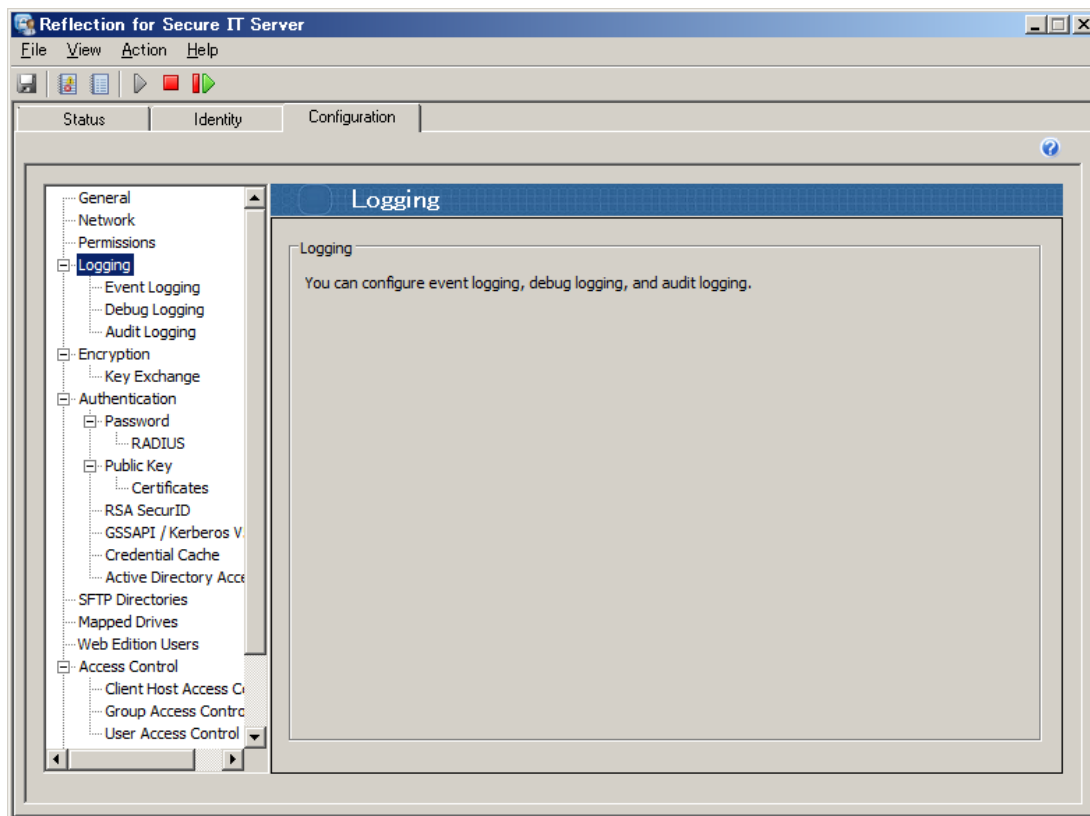 Reflection for Secure IT Server
File View Action Help
Status Identity Configuration
General
Network
Permissions
Logging
Event Logging
Debug Logging
Audit Logging
Encryption
Key Exchange
Authentication
Password
RADIUS
Public Key
Certificates
RSA SecurID
GSSAPI / Kerberos V
Credential Cache
Active Directory Acce
SFTP Directories
Mapped Drives
Web Edition Users
Access Control
Client Host Access C
Group Access Contro
User Access Control
Logging
Logging
You can configure event logging, debug logging, and audit logging.